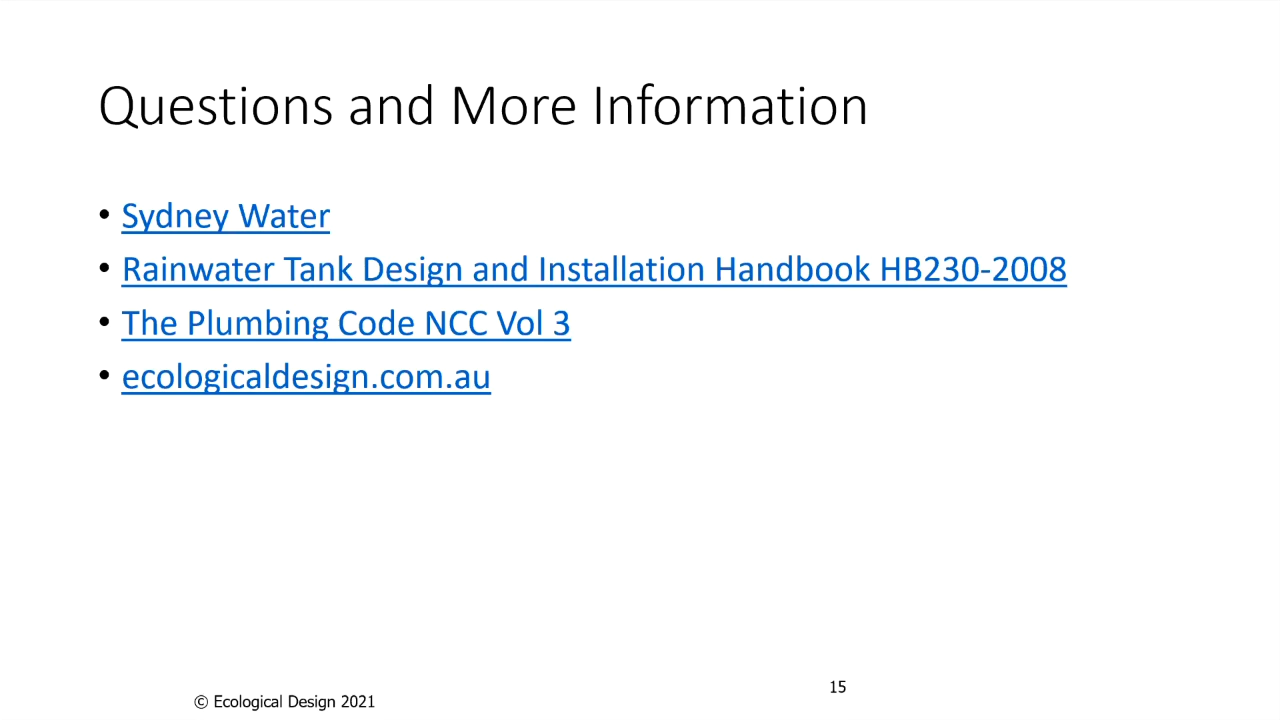 Questions and More Information
• Sydney Water
• Rainwater Tank Design and Installation Handbook HB230-2008
• The Plumbing Code NCC Vol 3
• ecologicaldesign.com.au
15
© Ecological Design 2021